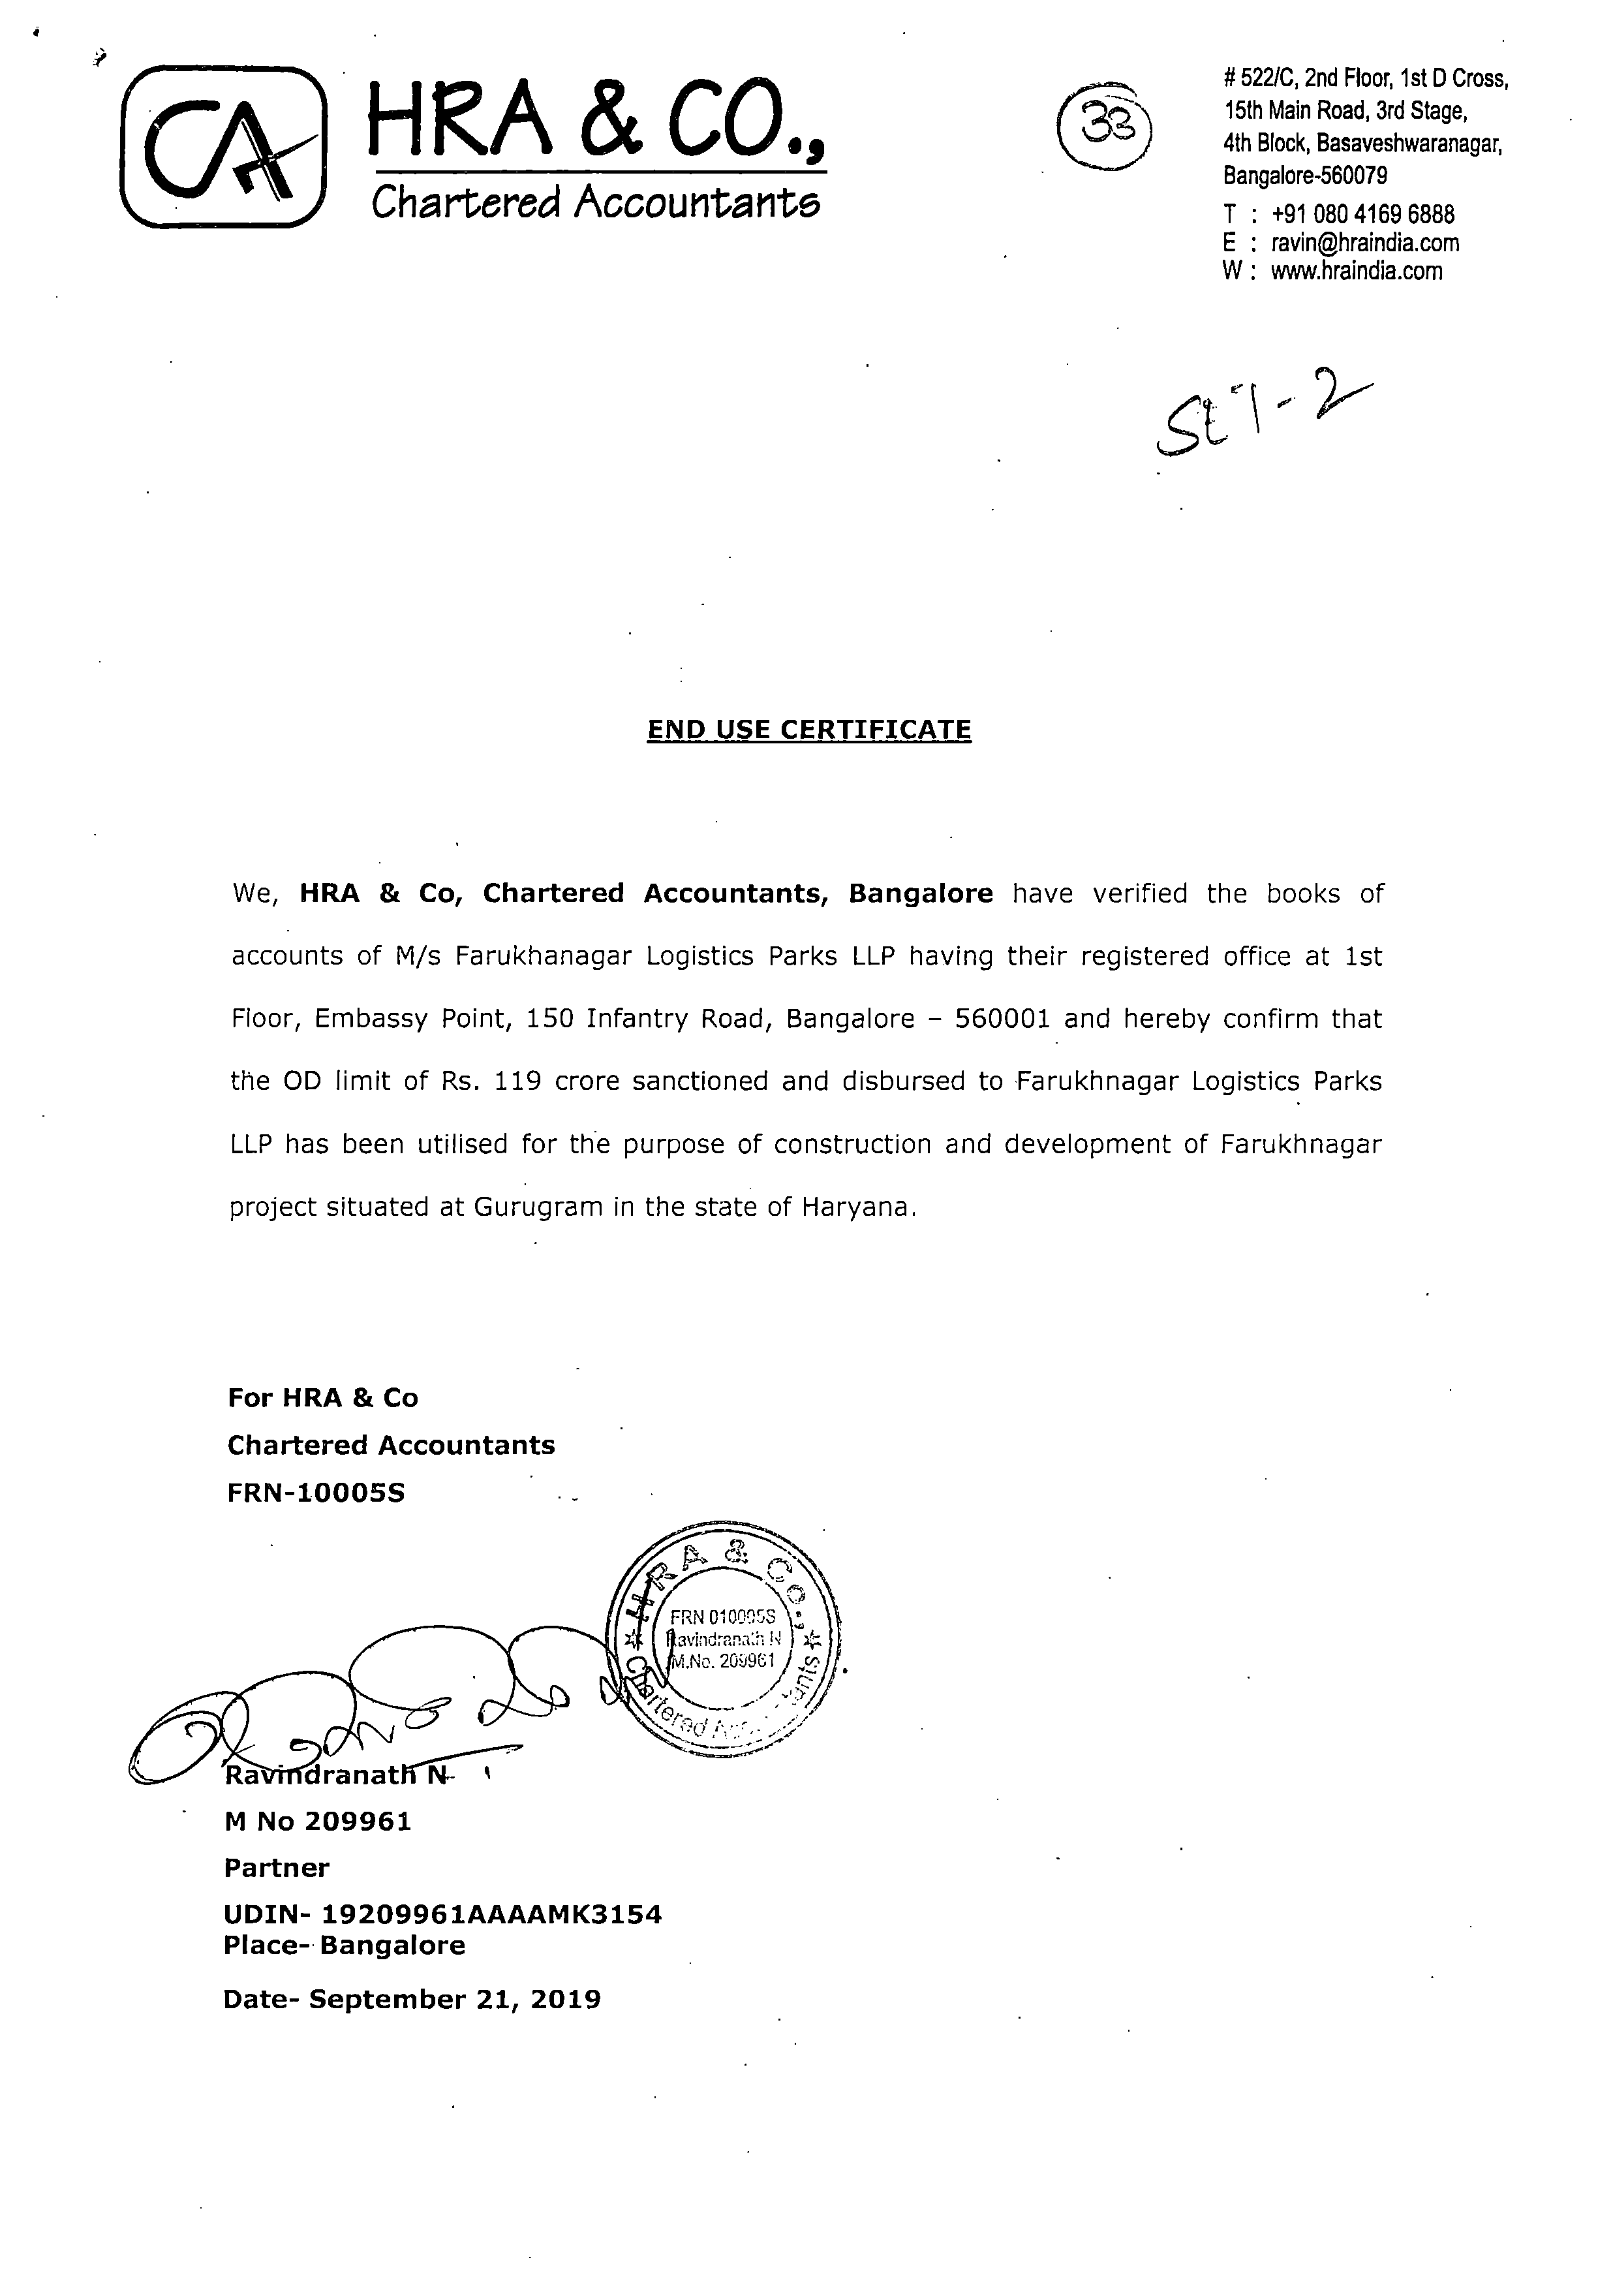 CA
HRA & CO.,
Chartered Accountants
33
# 522/C, 2nd Floor, 1st D Cross,
15th Main Road, 3rd Stage,
4th Block, Basaveshwaranagar,
Bangalore-560079
T : +91 080 4169 6888
E : ravin@hraindia.com
W : www.hraindia.com
END USE CERTIFICATE
We, HRA & Co, Chartered Accountants, Bangalore have verified the books of
accounts of M/s Farukhanagar Logistics Parks LLP having their registered office at 1st
Floor, Embassy Point, 150 Infantry Road, Bangalore – 560001 and hereby confirm that
the OD limit of Rs. 119 crore sanctioned and disbursed to Farukhnagar Logistics Parks
LLP has been utilised for the purpose of construction and development of Farukhnagar
project situated at Gurugram in the state of Haryana.
For HRA & Co
Chartered Accountants
FRN-10005S
HRA & CO.,
FRN 010005S
Ravindranath N
M.No. 209961
Chartered
Ravindranath N
M No 209961
Partner
UDIN- 19209961AAAAMK3154
Place- Bangalore
Date- September 21, 2019